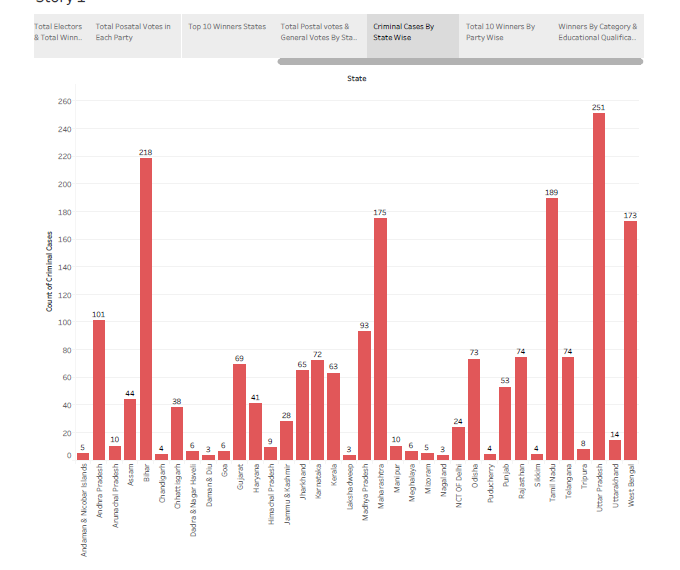 Story 1
Total Electors
& Total Winn..
Total Posatal Votes in
Each Party
Top 10 Winners States
Total Postal votes &
General Votes By Sta..
Criminal Cases By
State Wise
Total 10 Winners By
Party Wise
Winners By Category &
Educational Qualifica..
State
Count of Criminal Cases
260
240
220
200
180
160
140
120
100
80
60
40
20
0
5
101
10
44
218
4
38
6
3
6
69
41
9
28
65
72
63
3
93
175
10
6
5
3
24
73
4
53
74
4
189
74
8
251
14
173
Andaman & Nicobar Islands
Andhra Pradesh
Arunachal Pradesh
Assam
Bihar
Chandigarh
Chhattisgarh
Dadra & Nagar Haveli
Daman & Diu
Goa
Gujarat
Haryana
Himachal Pradesh
Jammu & Kashmir
Jharkhand
Karnataka
Kerala
Lakshadweep
Madhya Pradesh
Maharashtra
Manipur
Meghalaya
Mizoram
Nagaland
NCT OF Delhi
Odisha
Puducherry
Punjab
Rajasthan
Sikkim
Tamil Nadu
Telangana
Tripura
Uttar Pradesh
Uttarakhand
West Bengal